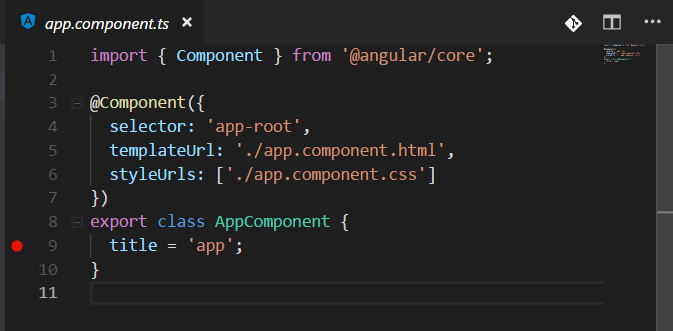 app.component.ts
1 import { Component } from '@angular/core';
2
3 @Component({
4   selector: 'app-root',
5   templateUrl: './app.component.html',
6   styleUrls: ['./app.component.css']
7 })
8 export class AppComponent {
9   title = 'app';
10 }
11